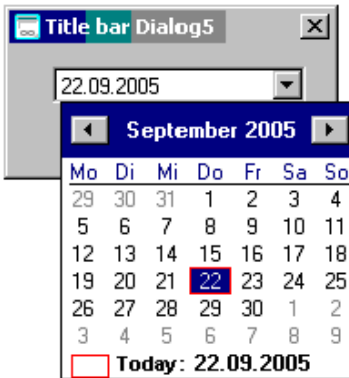 Title bar Dialog5
22.09.2005
September 2005
Mo Di Mi Do Fr Sa So
29 30 31 1 2 3 4
5 6 7 8 9 10 11
12 13 14 15 16 17 18
19 20 21 22 23 24 25
26 27 28 29 30 1 2
3 4 5 6 7 8 9
Today: 22.09.2005